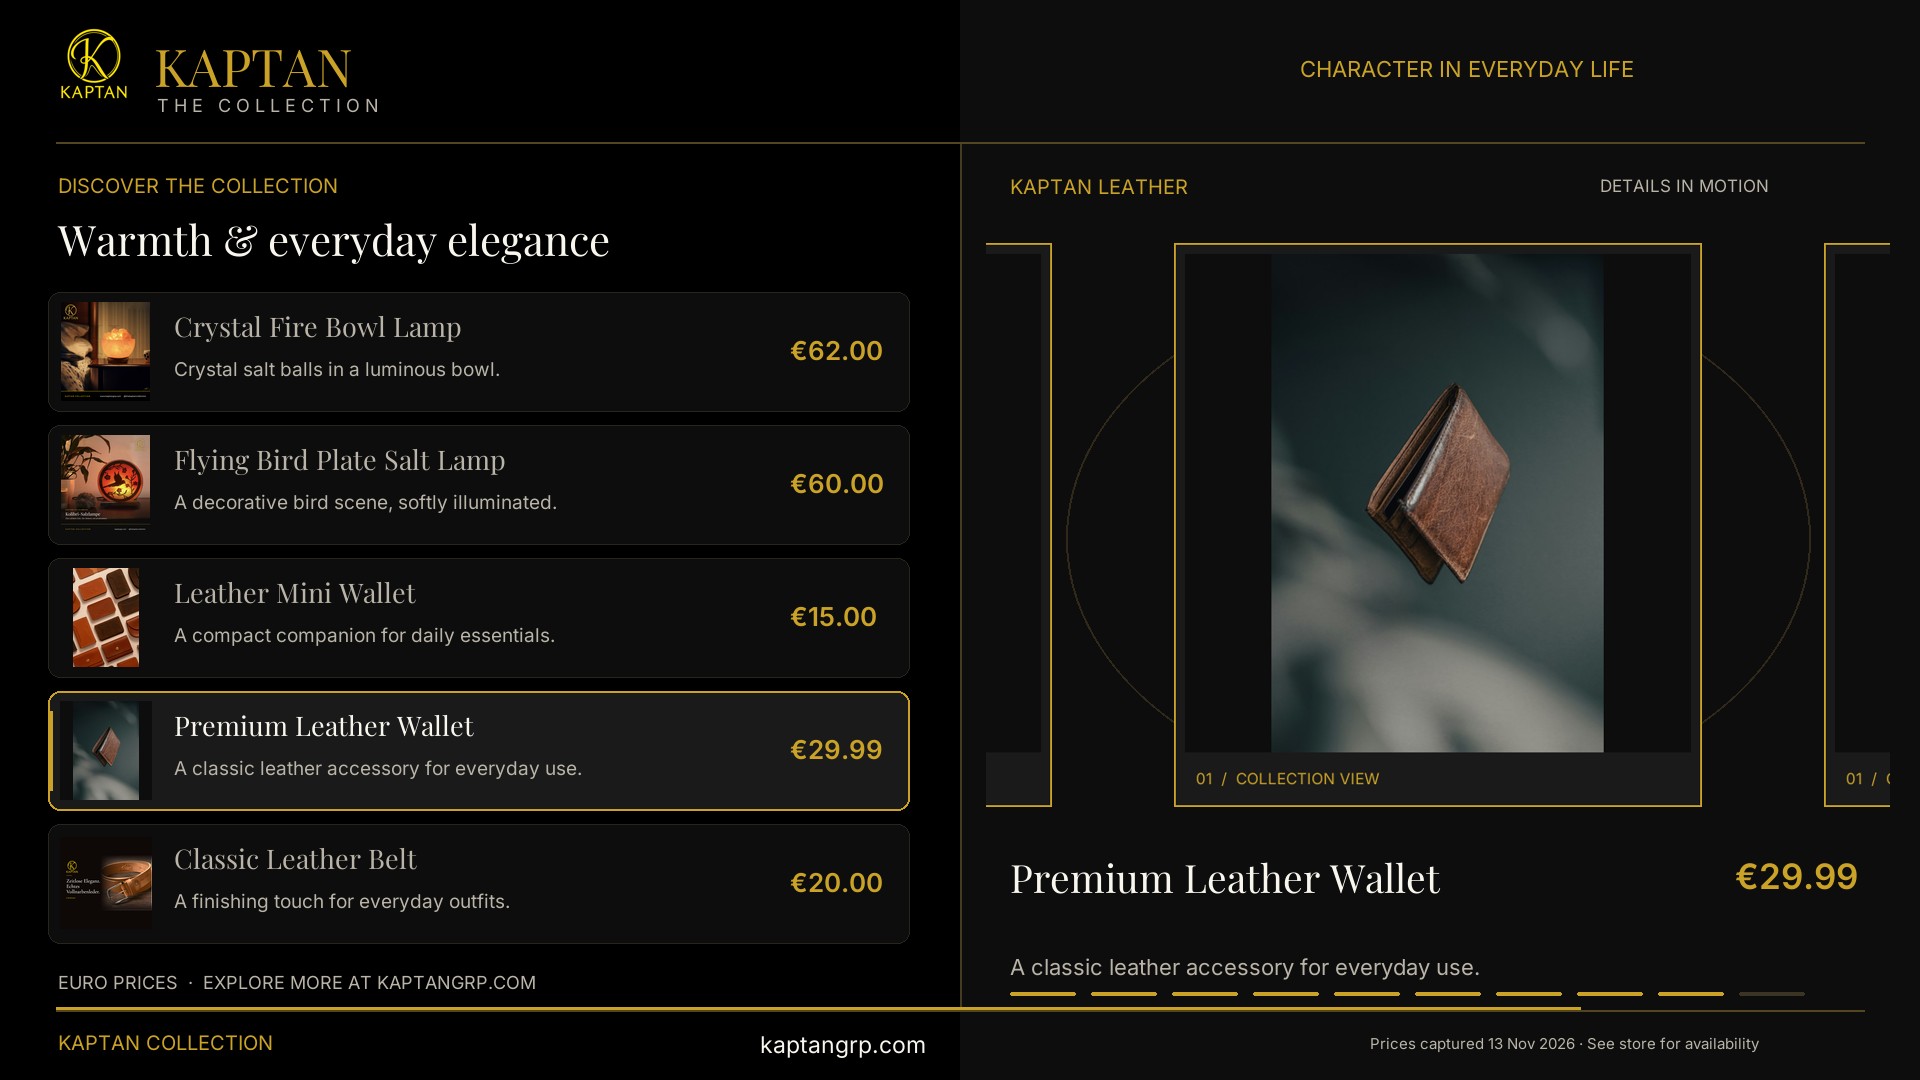 KAPTAN
KAPTAN
THE COLLECTION
CHARACTER IN EVERYDAY LIFE
DISCOVER THE COLLECTION
Warmth & everyday elegance
Crystal Fire Bowl Lamp
Crystal salt balls in a luminous bowl.
€62.00
Flying Bird Plate Salt Lamp
A decorative bird scene, softly illuminated.
€60.00
Leather Mini Wallet
A compact companion for daily essentials.
€15.00
Premium Leather Wallet
A classic leather accessory for everyday use.
€29.99
Classic Leather Belt
A finishing touch for everyday outfits.
€20.00
EURO PRICES · EXPLORE MORE AT KAPTANGRP.COM
KAPTAN LEATHER
DETAILS IN MOTION
01 / COLLECTION VIEW
01 /
Premium Leather Wallet
€29.99
A classic leather accessory for everyday use.
KAPTAN COLLECTION
kaptangrp.com
Prices captured 13 Nov 2026 · See store for availability